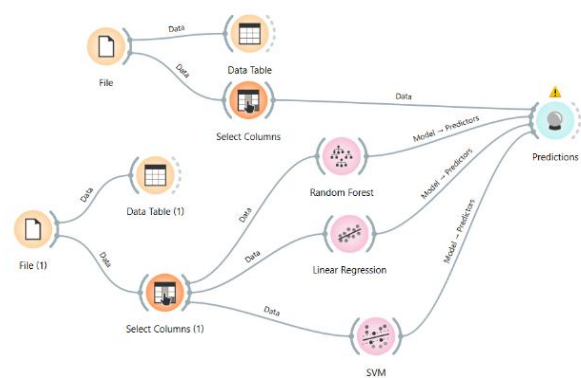 Data
Data
File
Data Table
Select Columns
Data
Predictions
Model → Predictors
Random Forest
Data
Data Table (1)
Data
Model → Predictors
Linear Regression
Data
File (1)
Data
Select Columns (1)
Data
Model → Predictors
SVM